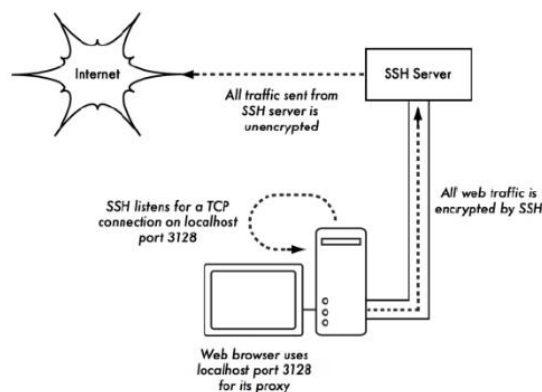 Internet
SSH Server
All traffic sent from
SSH server is
unencrypted
All web traffic is
encrypted by SSH
SSH listens for a TCP
connection on localhost
port 3128
Web browser uses
localhost port 3128
for its proxy